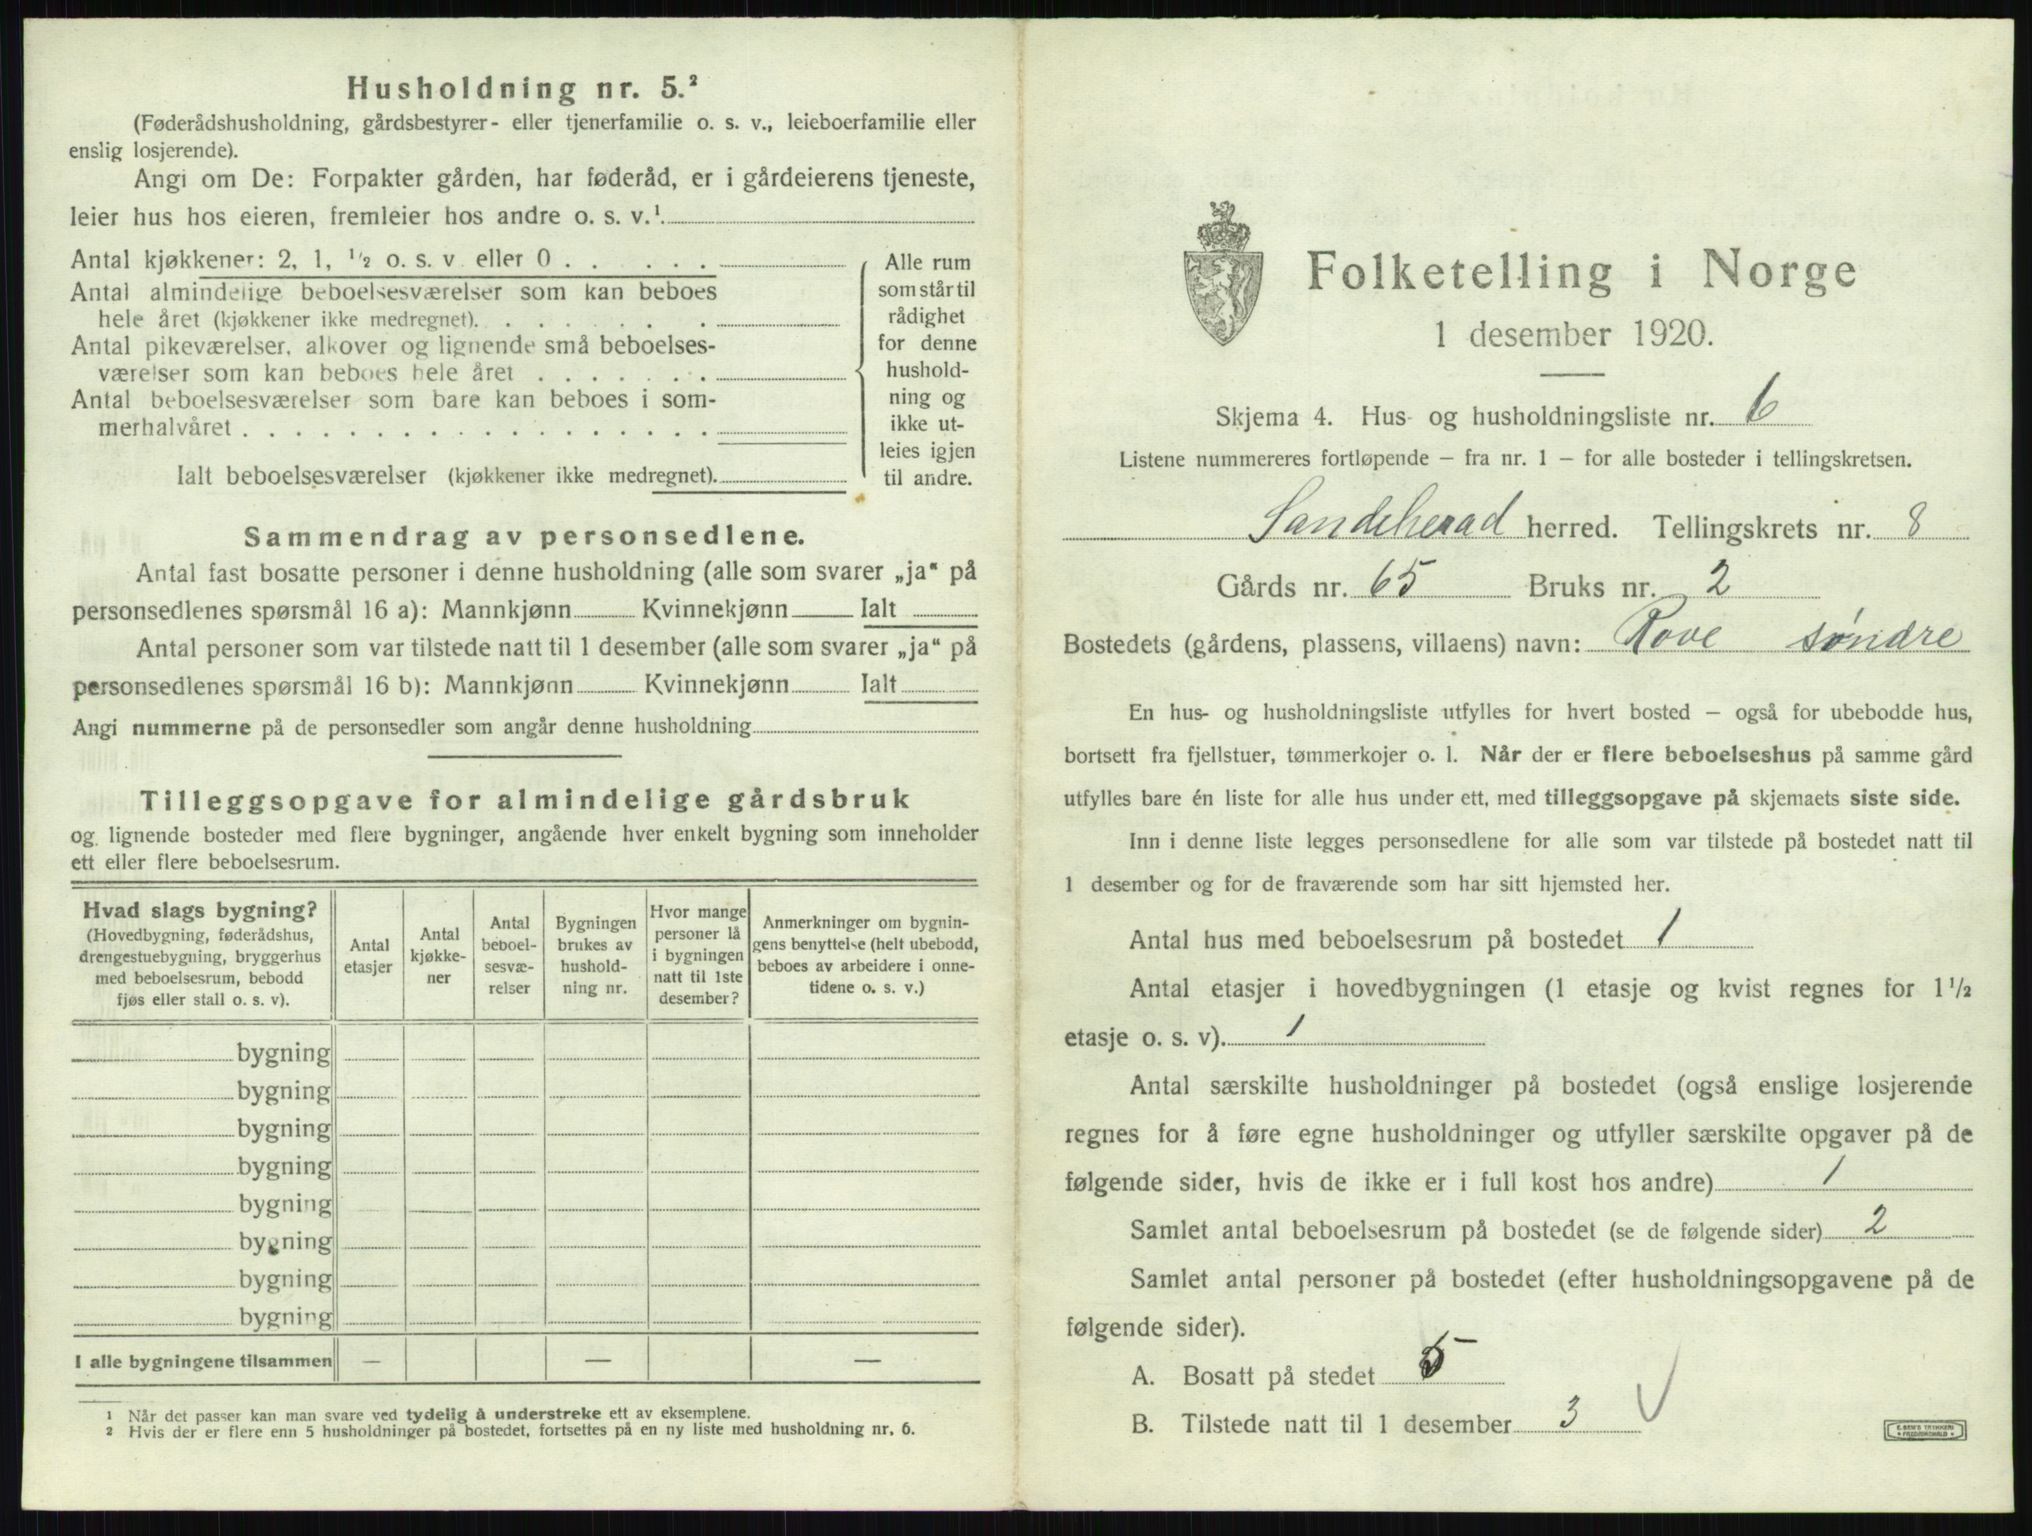 Husholdning nr. 5.²
(Føderådshusholdning, gårdsbestyrer- eller tjenerfamilie o. s. v., leieboerfamilie eller
enslig losjerende).
Angi om De: Forpakter gården, har føderåd, er i gårdeierens tjeneste,
leier hus hos eieren, fremleier hos andre o. s. v.¹
Antal kjøkkener: 2, 1, ¹/₂ o. s. v. eller 0 . . . . . .
Antal almindelige beboelsesværelser som kan beboes
hele året (kjøkkener ikke medregnet). . . . . . . .
Antal pikeværelser, alkover og lignende små beboelses-
værelser som kan beboes hele året . . . . . . .
Antal beboelsesværelser som bare kan beboes i som-
merhalvåret . . . . . . . . . . . . . . . . . .
Ialt beboelsesværelser (kjøkkener ikke medregnet).
Alle rum
som står til
rådighet
for denne
hushold-
ning og
ikke ut-
leies igjen
til andre.
Sammendrag av personsedlene.
Antal fast bosatte personer i denne husholdning (alle som svarer „ja“ på
personsedlenes spørsmål 16 a): Mannkjønn Kvinnekjønn Ialt
Antal personer som var tilstede natt til 1 desember (alle som svarer „ja“ på
personsedlenes spørsmål 16 b): Mannkjønn Kvinnekjønn Ialt
Angi nummerne på de personsedler som angår denne husholdning
Tilleggsopgave for almindelige gårdsbruk
og lignende bosteder med flere bygninger, angående hver enkelt bygning som inneholder
ett eller flere beboelsesrum.
Hvad slags bygning?
(Hovedbygning, føderådshus,
drengestuebygning, bryggerhus
med beboelsesrum, bebodd
fjøs eller stall o. s. v).
Antal
etasjer
Antal
kjøkke-
ner
Antal
beboel-
sesvæ-
relser
Bygningen
brukes av
hushold-
ning nr.
Hvor mange
personer lå
i bygningen
natt til 1ste
desember?
Anmerkninger om bygnin-
gens benyttelse (helt ubebodd,
beboes av arbeidere i onne-
tidene o. s. v.)
bygning
bygning
bygning
bygning
bygning
bygning
bygning
bygning
I alle bygningene tilsammen — — —
¹ Når det passer kan man svare ved tydelig å understreke ett av eksemplene.
² Hvis der er flere enn 5 husholdninger på bostedet, fortsettes på en ny liste med husholdning nr. 6.
Folketelling i Norge
1 desember 1920.
Skjema 4. Hus- og husholdningsliste nr. 6
Listene nummereres fortløpende – fra nr. 1 – for alle bosteder i tellingskretsen.
Sandeherad herred. Tellingskrets nr. 8
Gårds nr. 65 Bruks nr. 2
Bostedets (gårdens, plassens, villaens) navn: Rove søndre
En hus- og husholdningsliste utfylles for hvert bosted – også for ubebodde hus,
bortsett fra fjellstuer, tømmerkojer o. l. Når der er flere beboelseshus på samme gård
utfylles bare én liste for alle hus under ett, med tilleggsopgave på skjemaets siste side.
Inn i denne liste legges personsedlene for alle som var tilstede på bostedet natt til
1 desember og for de fraværende som har sitt hjemsted her.
Antal hus med beboelsesrum på bostedet 1
Antal etasjer i hovedbygningen (1 etasje og kvist regnes for 1¹/₂
etasje o. s. v). 1
Antal særskilte husholdninger på bostedet (også enslige losjerende
regnes for å føre egne husholdninger og utfyller særskilte opgaver på de
følgende sider, hvis de ikke er i full kost hos andre) 1
Samlet antal beboelsesrum på bostedet (se de følgende sider) 2
Samlet antal personer på bostedet (efter husholdningsopgavene på de
følgende sider).
A. Bosatt på stedet 5
B. Tilstede natt til 1 desember 3